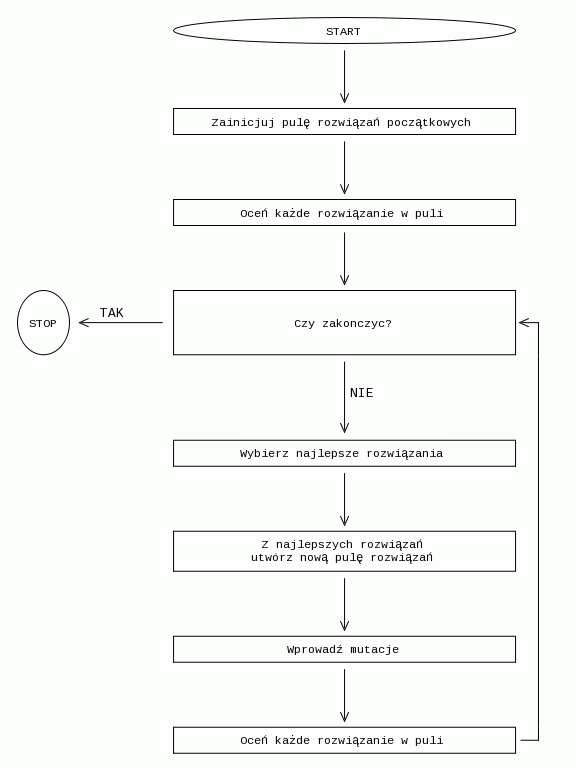 START
Zainicjuj pulę rozwiązań początkowych
Oceń każde rozwiązanie w puli
TAK
STOP
Czy zakonczyc?
NIE
Wybierz najlepsze rozwiązania
Z najlepszych rozwiązań
utwórz nową pulę rozwiązań
Wprowadź mutacje
Oceń każde rozwiązanie w puli